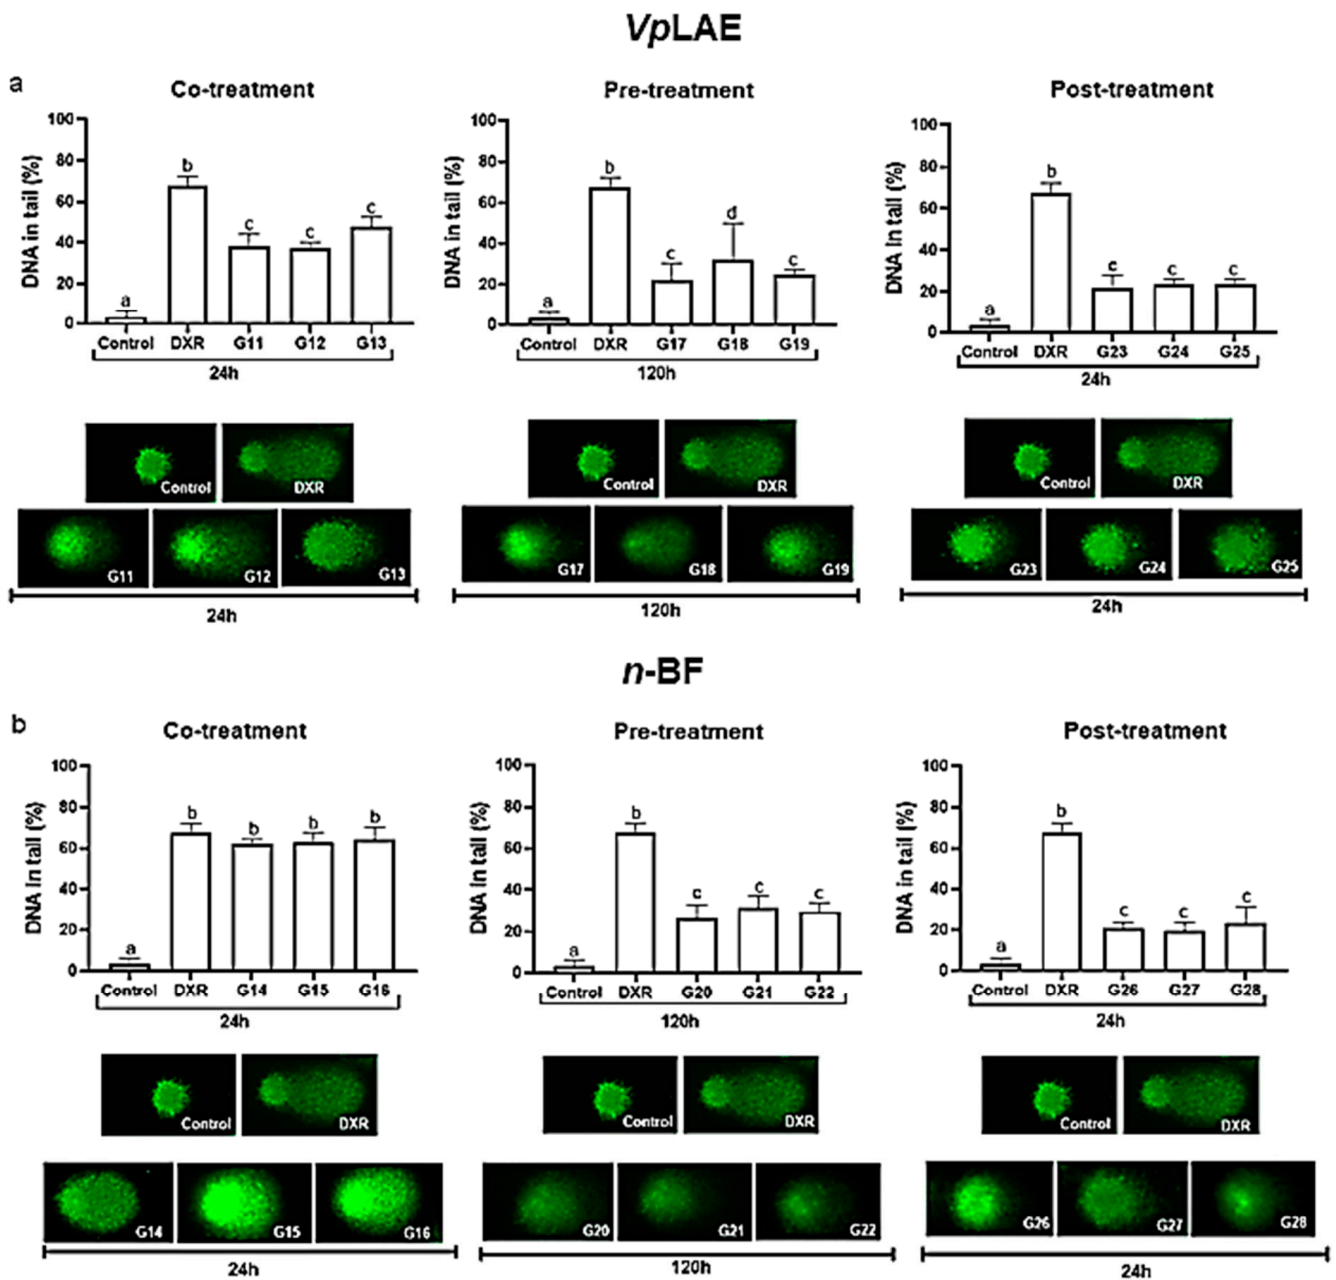 VpLAE
a
Co-treatment
Pre-treatment
Post-treatment
DNA in tail (%)
100
80
60
40
20
0
a
b
c
c
c
Control
DXR
G11
G12
G13
24h
DNA in tail (%)
100
80
60
40
20
0
a
b
c
d
c
Control
DXR
G17
G18
G19
120h
DNA in tail (%)
100
80
60
40
20
0
a
b
c
c
c
Control
DXR
G23
G24
G25
24h
Control
DXR
G11
G12
G13
24h
Control
DXR
G17
G18
G19
120h
Control
DXR
G23
G24
G25
24h
n-BF
b
Co-treatment
Pre-treatment
Post-treatment
DNA in tail (%)
100
80
60
40
20
0
a
b
b
b
b
Control
DXR
G14
G15
G16
24h
DNA in tail (%)
100
80
60
40
20
0
a
b
c
c
c
Control
DXR
G20
G21
G22
120h
DNA in tail (%)
100
80
60
40
20
0
a
b
c
c
c
Control
DXR
G26
G27
G28
24h
Control
DXR
G14
G15
G16
24h
Control
DXR
G20
G21
G22
120h
Control
DXR
G26
G27
G28
24h